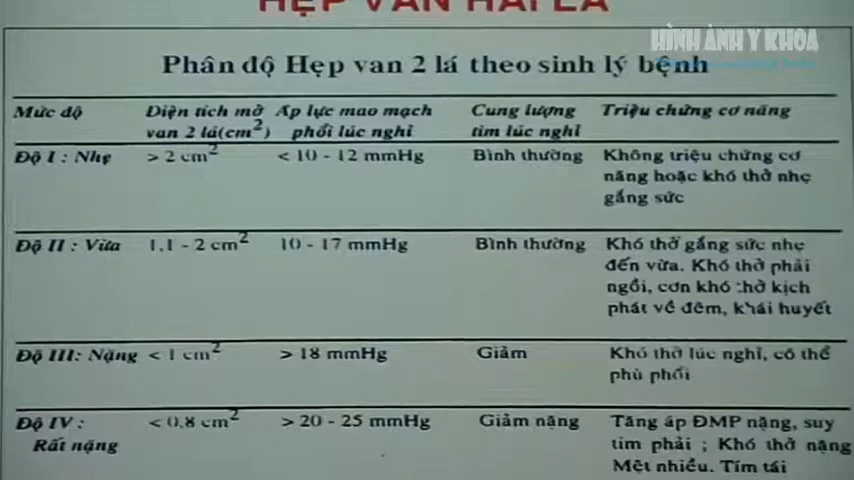 HẸP VAN HAI LÁ
HÌNH ẢNH Y KHOA
Phân độ Hẹp van 2 lá theo sinh lý bệnh
Mức độ Diện tích mở van 2 lá(cm2) Áp lực mao mạch phổi lúc nghỉ Cung lượng tim lúc nghỉ Triệu chứng cơ năng
Độ I : Nhẹ > 2 cm2 < 10 - 12 mmHg Bình thường Không triệu chứng cơ
năng hoặc khó thở nhẹ
gắng sức
Độ II : Vừa 1,1 - 2 cm2 10 - 17 mmHg Bình thường Khó thở gắng sức nhẹ
đến vừa. Khó thở phải
ngồi, cơn khó thở kịch
phát về đêm, khái huyết
Độ III: Nặng < 1 cm2 > 18 mmHg Giảm Khó thở lúc nghỉ, có thể
phù phổi
Độ IV : < 0,8 cm2 > 20 - 25 mmHg Giảm nặng Tăng áp ĐMP nặng, suy
Rất nặng tim phải ; Khó thở nặng
Mệt nhiều. Tím tái